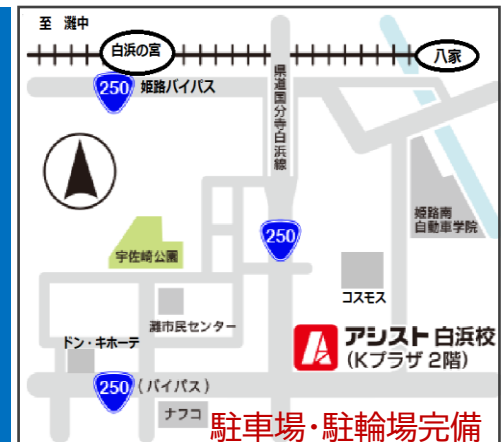 至 灘中
白浜の宮
八家
250 姫路バイパス
県道国分寺白浜線
姫路南
自動車学院
250
宇佐崎公園
コスモス
灘市民センター
ドン・キホーテ
アシスト 白浜校
(Kプラザ 2階)
250 (バイパス)
ナフコ
駐車場・駐輪場完備